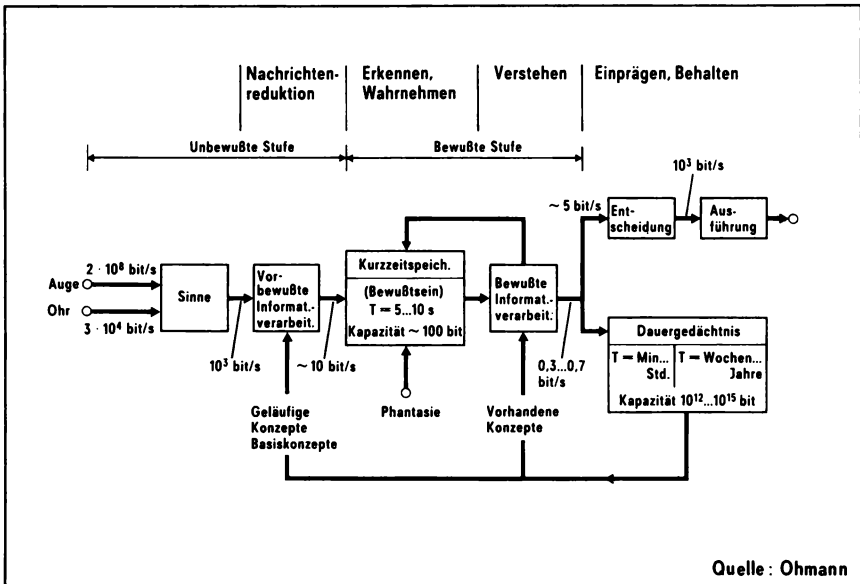 Nachrichten-
reduktion
Erkennen,
Wahrnehmen
Verstehen
Einprägen, Behalten
Unbewußte Stufe
Bewußte Stufe
~ 5 bit/s
10³ bit/s
Ent-
scheidung
Aus-
führung
Auge
2 · 10⁸ bit/s
Ohr
3 · 10⁴ bit/s
Sinne
10³ bit/s
Vor-
bewußte
Informat.-
verarbeit.
~ 10 bit/s
Kurzzeitspeich.
(Bewußtsein)
T = 5...10 s
Kapazität ~ 100 bit
Bewußte
Informat.-
verarbeit.
0,3...0,7
bit/s
Dauergedächtnis
T = Min...
Std.
T = Wochen...
Jahre
Kapazität 10¹²...10¹⁵ bit
Geläufige
Konzepte
Basiskonzepte
Phantasie
Vorhandene
Konzepte
Quelle: Ohmann